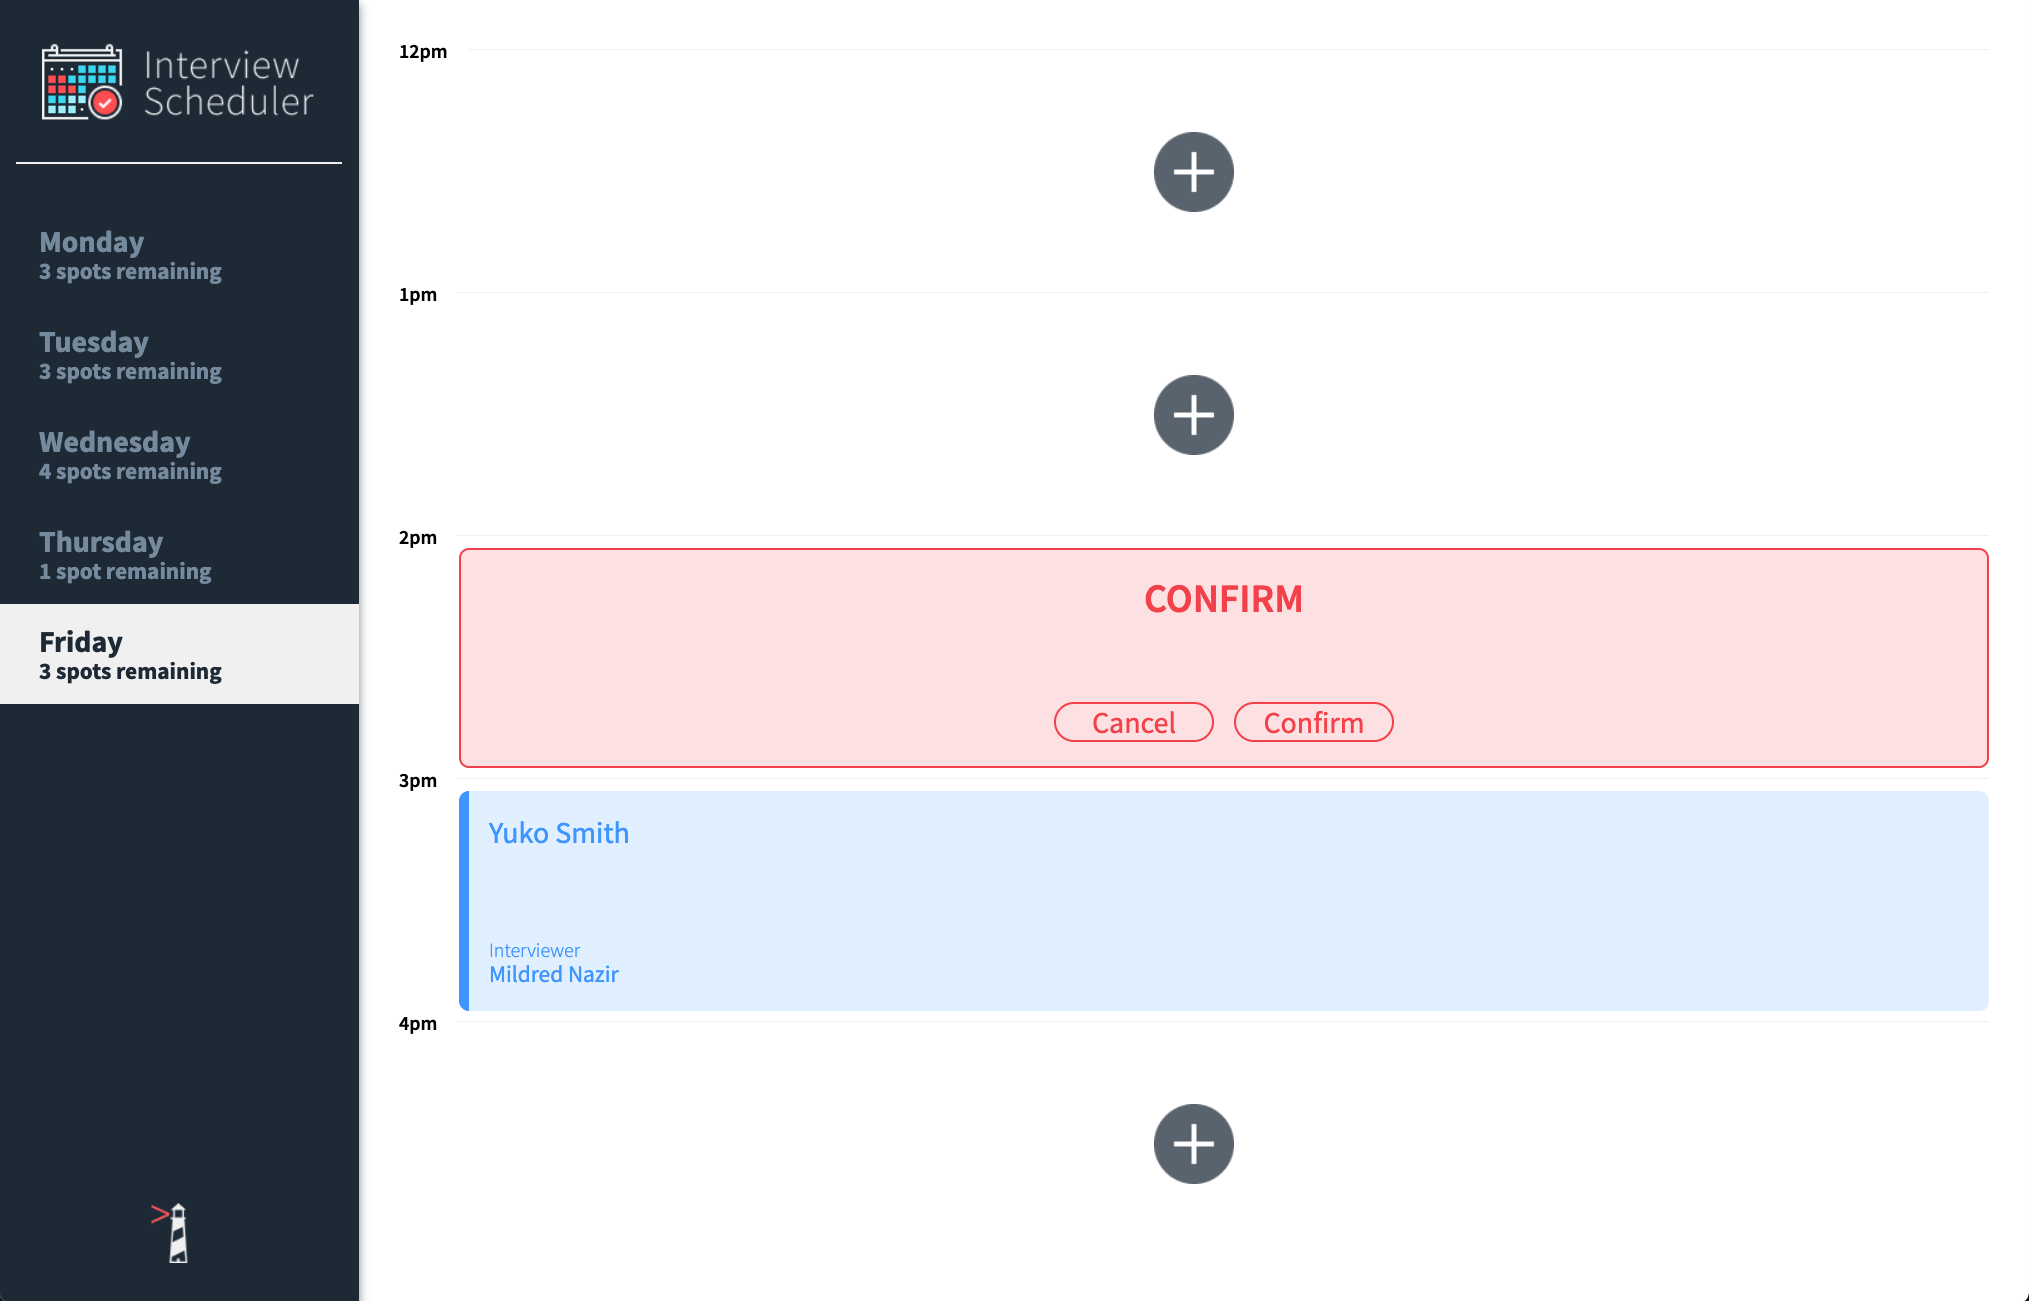 Interview
Scheduler
Monday
3 spots remaining
Tuesday
3 spots remaining
Wednesday
4 spots remaining
Thursday
1 spot remaining
Friday
3 spots remaining
12pm
1pm
2pm
CONFIRM
Cancel Confirm
3pm
Yuko Smith
Interviewer
Mildred Nazir
4pm